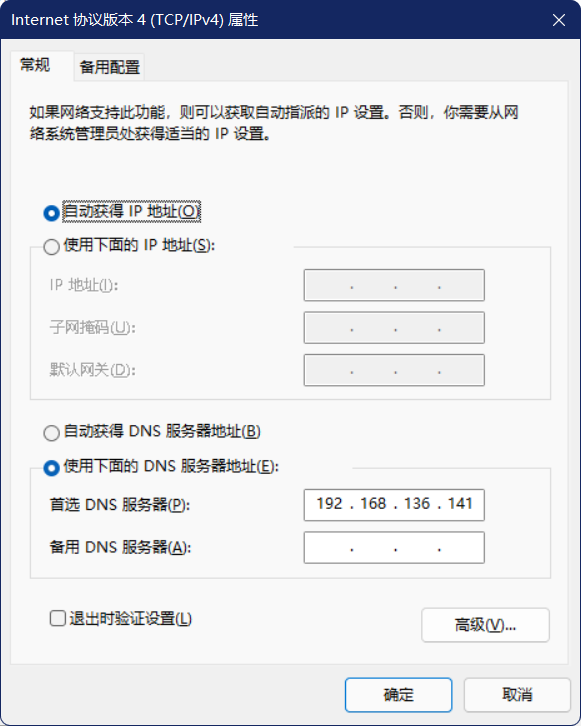 Internet 协议版本 4 (TCP/IPv4) 属性
常规
备用配置
如果网络支持此功能，则可以获取自动指派的 IP 设置。否则，你需要从网
络系统管理员处获得适当的 IP 设置。
自动获得 IP 地址(O)
使用下面的 IP 地址(S):
IP 地址(I):
. . .
子网掩码(U):
. . .
默认网关(D):
. . .
自动获得 DNS 服务器地址(B)
使用下面的 DNS 服务器地址(E):
首选 DNS 服务器(P):
192 . 168 . 136 . 141
备用 DNS 服务器(A):
. . .
退出时验证设置(L)
高级(V)...
确定
取消